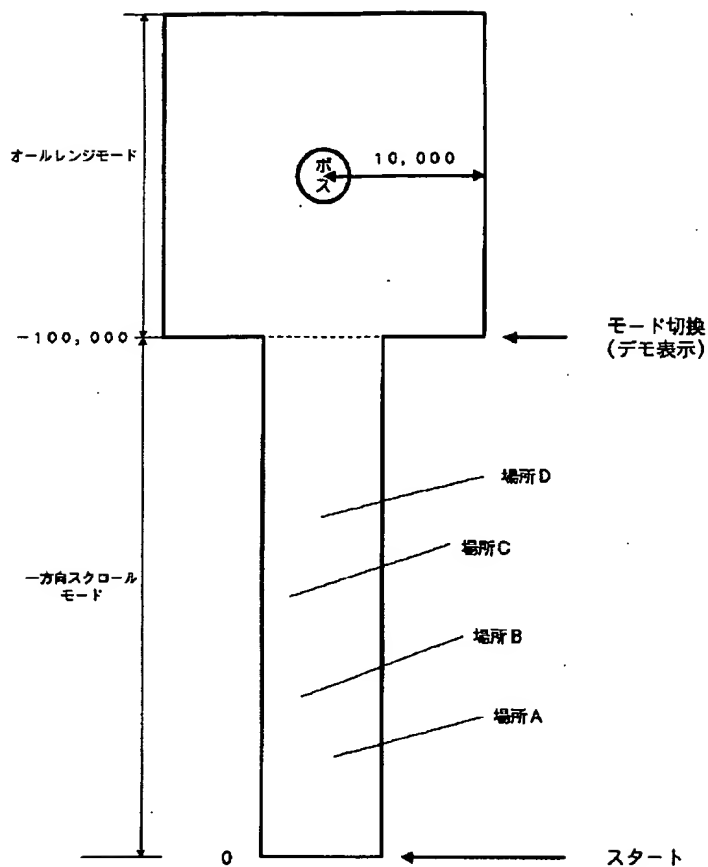 オールレンジモード
ボス
10,000
-100,000
モード切換
(デモ表示)
場所D
場所C
一方向スクロール
モード
場所B
場所A
0
スタート